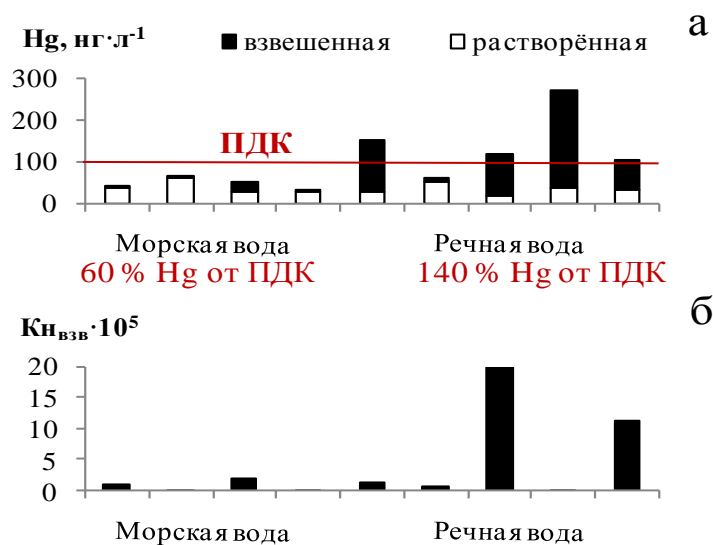 Hg, нг·л⁻¹ ■ взвешенная □ растворённая а
300
200
ПДК
100
0
Морская вода Речная вода
60 % Hg от ПДК 140 % Hg от ПДК
б
Кнвзв·10⁵
20
15
10
5
0
Морская вода Речная вода